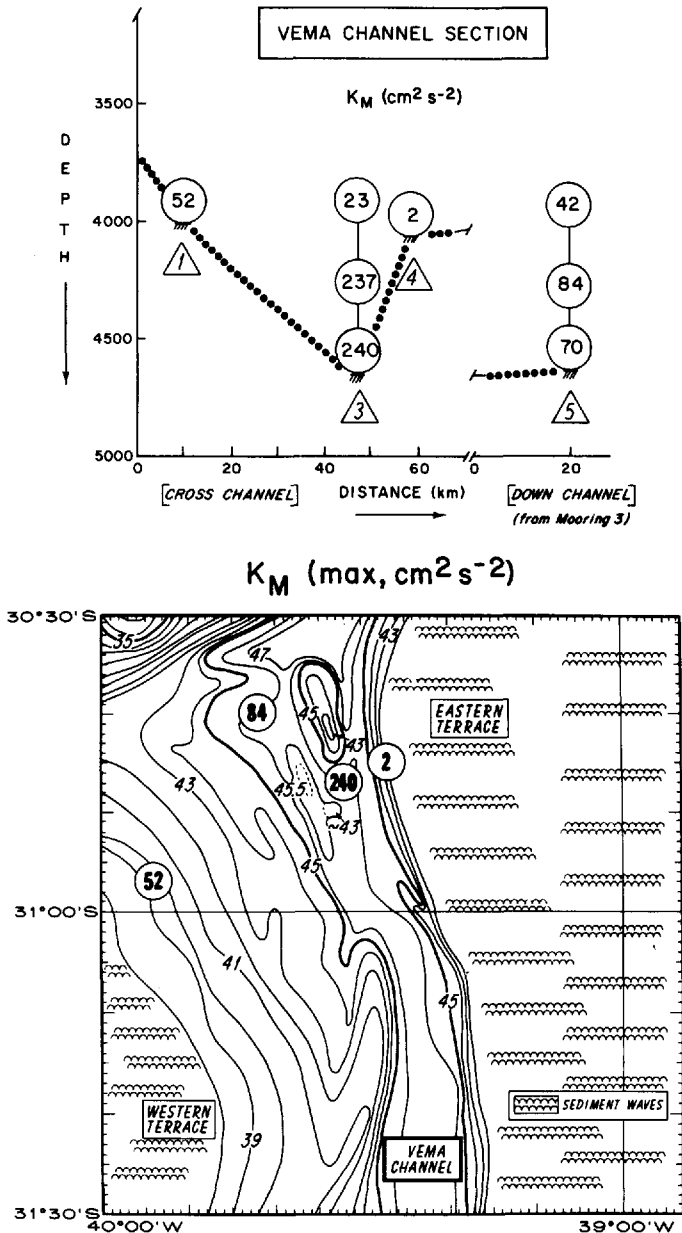 VEMA CHANNEL SECTION
K_M (cm² s⁻²)
DEPTH
3500
4000
4500
5000
52
23
2
42
237
84
240
70
1
3
4
5
0 20 40 60 0 20
[CROSS CHANNEL] DISTANCE (km) [DOWN CHANNEL]
(from Mooring 3)
K_M (max, cm² s⁻²)
30°30'S
35
47
43
84
45
EASTERN
TERRACE
43
2
240
43
45.5
43
52
45
31°00'S
41
45
SEDIMENT WAVES
WESTERN
TERRACE
39
VEMA
CHANNEL
31°30'S
40°00'W
39°00'W